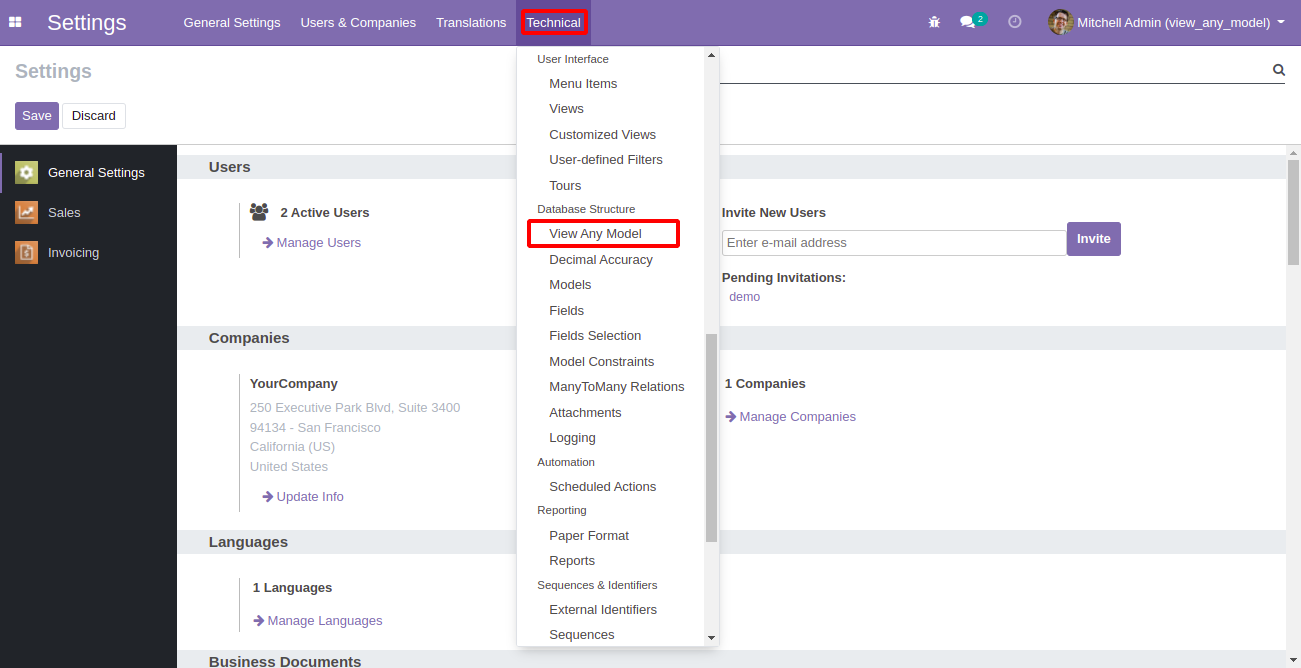 Settings
General Settings
Users & Companies
Translations
Technical
2
Mitchell Admin (view_any_model)
Settings
Save
Discard
General Settings
Sales
Invoicing
Users
2 Active Users
Manage Users
Invite New Users
Enter e-mail address
Invite
Pending Invitations:
demo
Companies
YourCompany
250 Executive Park Blvd, Suite 3400
94134 - San Francisco
California (US)
United States
Update Info
1 Companies
Manage Companies
Languages
1 Languages
Manage Languages
Business Documents
User Interface
Menu Items
Views
Customized Views
User-defined Filters
Tours
Database Structure
View Any Model
Decimal Accuracy
Models
Fields
Fields Selection
Model Constraints
ManyToMany Relations
Attachments
Logging
Automation
Scheduled Actions
Reporting
Paper Format
Reports
Sequences & Identifiers
External Identifiers
Sequences